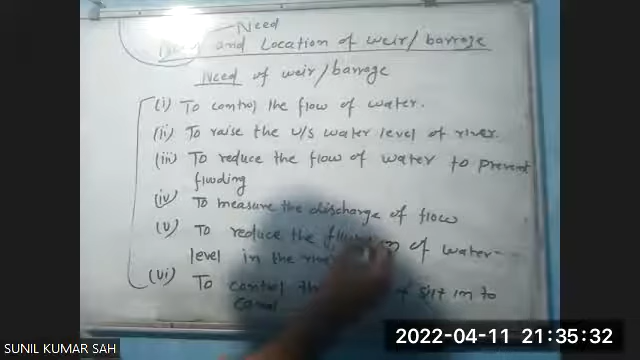 Need
and Location of weir/barrage
Need of weir/barrage
(i) To control the flow of water.
(ii) To raise the U/S water level of river.
(iii) To reduce the flow of water to prevent
flooding
(iv) To measure the discharge of flow
(v) To reduce the of water
level in the
(vi) To control the of silt in to
canal
SUNIL KUMAR SAH
2022-04-11 21:35:32